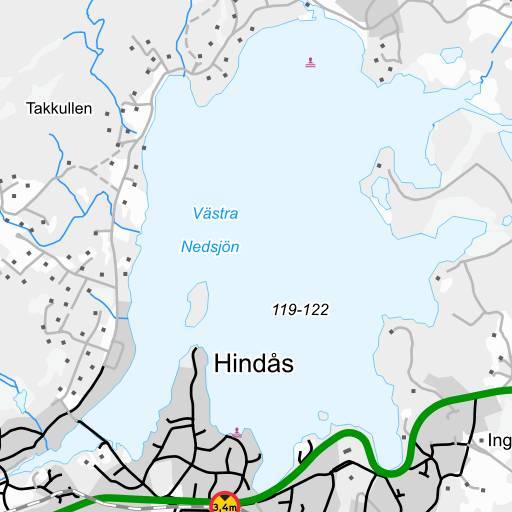 Takkullen
Västra
Nedsjön
119-122
Hindås
Ing
3,4m